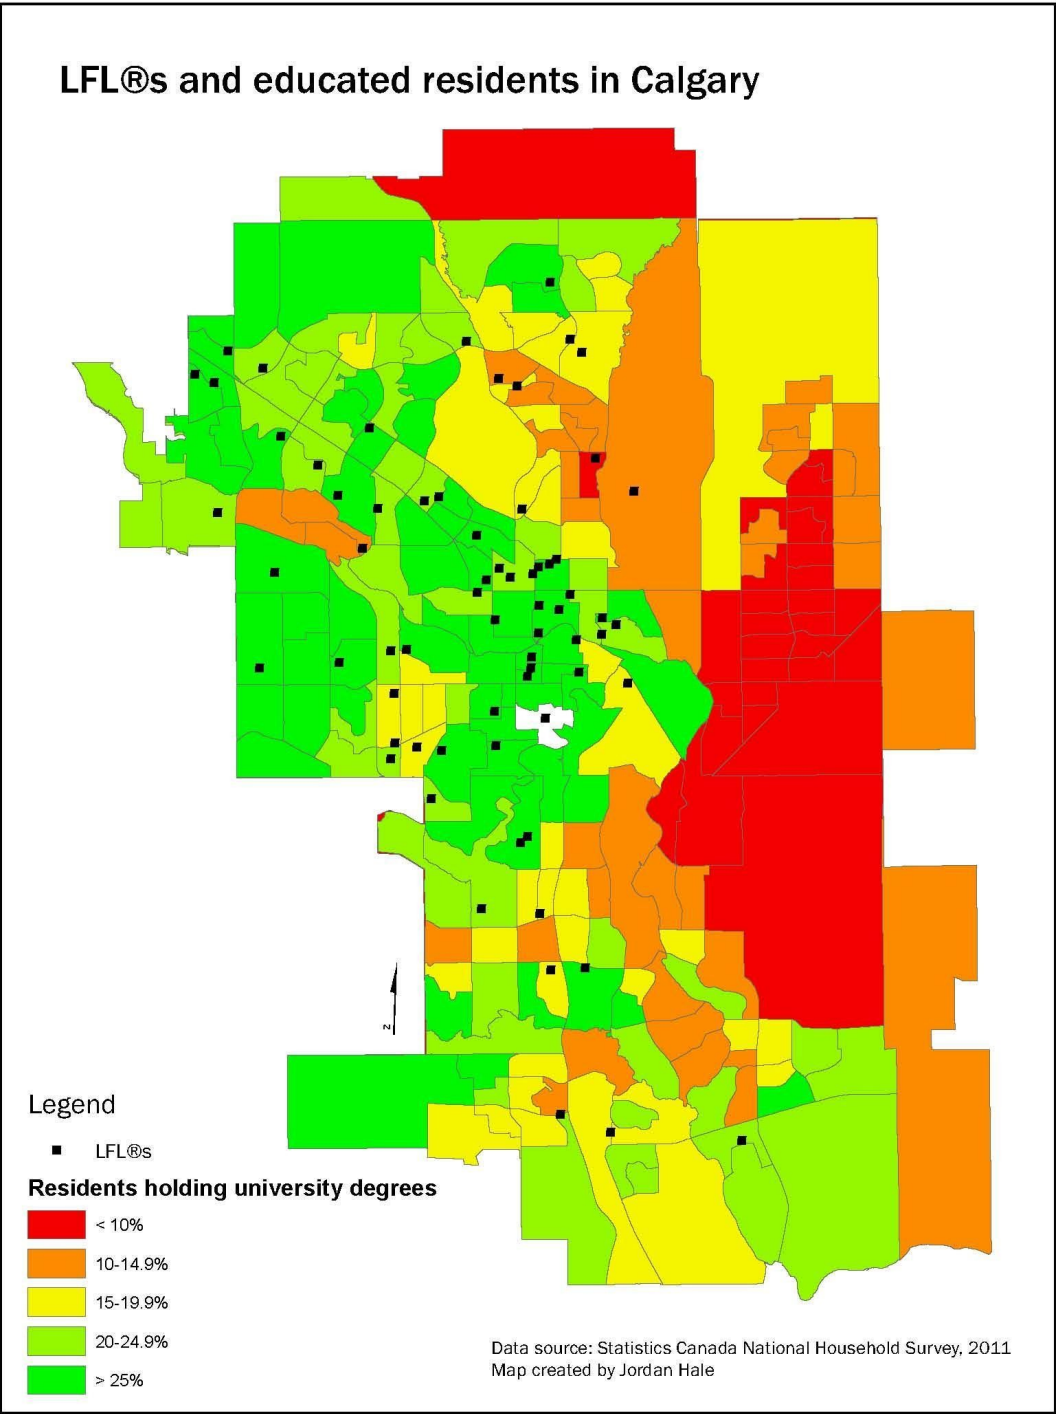 LFL®s and educated residents in Calgary
N
Legend
LFL®s
Residents holding university degrees
< 10%
10-14.9%
15-19.9%
20-24.9%
> 25%
Data source: Statistics Canada National Household Survey, 2011
Map created by Jordan Hale